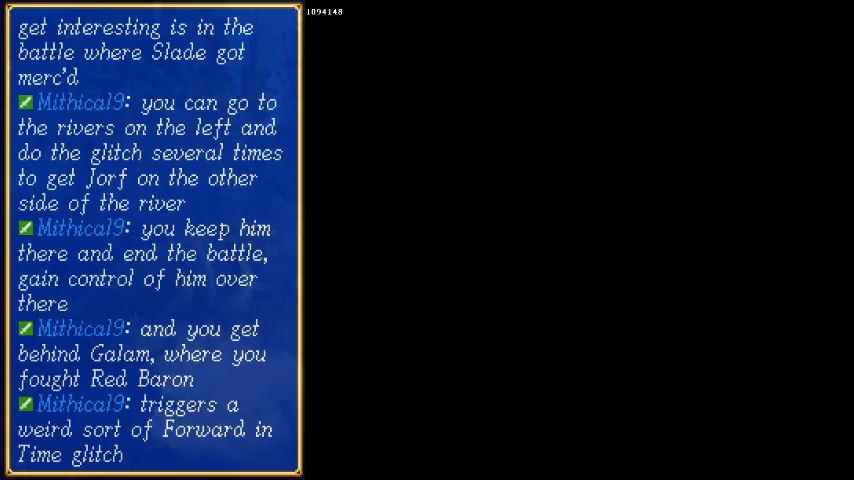 get interesting is in the
battle where Slade got
merc'd
Mithical9: you can go to
the rivers on the left and
do the glitch several times
to get Jorf on the other
side of the river
Mithical9: you keep him
there and end the battle,
gain control of him over
there
Mithical9: and you get
behind Galam, where you
fought Red Baron
Mithical9: triggers a
weird sort of Forward in
Time glitch
1094148